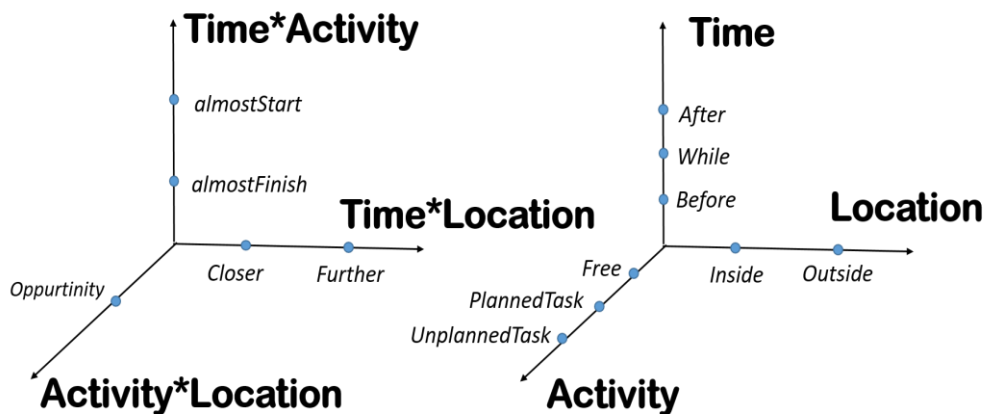 Time*Activity
almostStart
almostFinish
Time*Location
Closer
Further
Oppurtinity
Activity*Location
Time
After
While
Before
Location
Inside
Outside
Free
PlannedTask
UnplannedTask
Activity